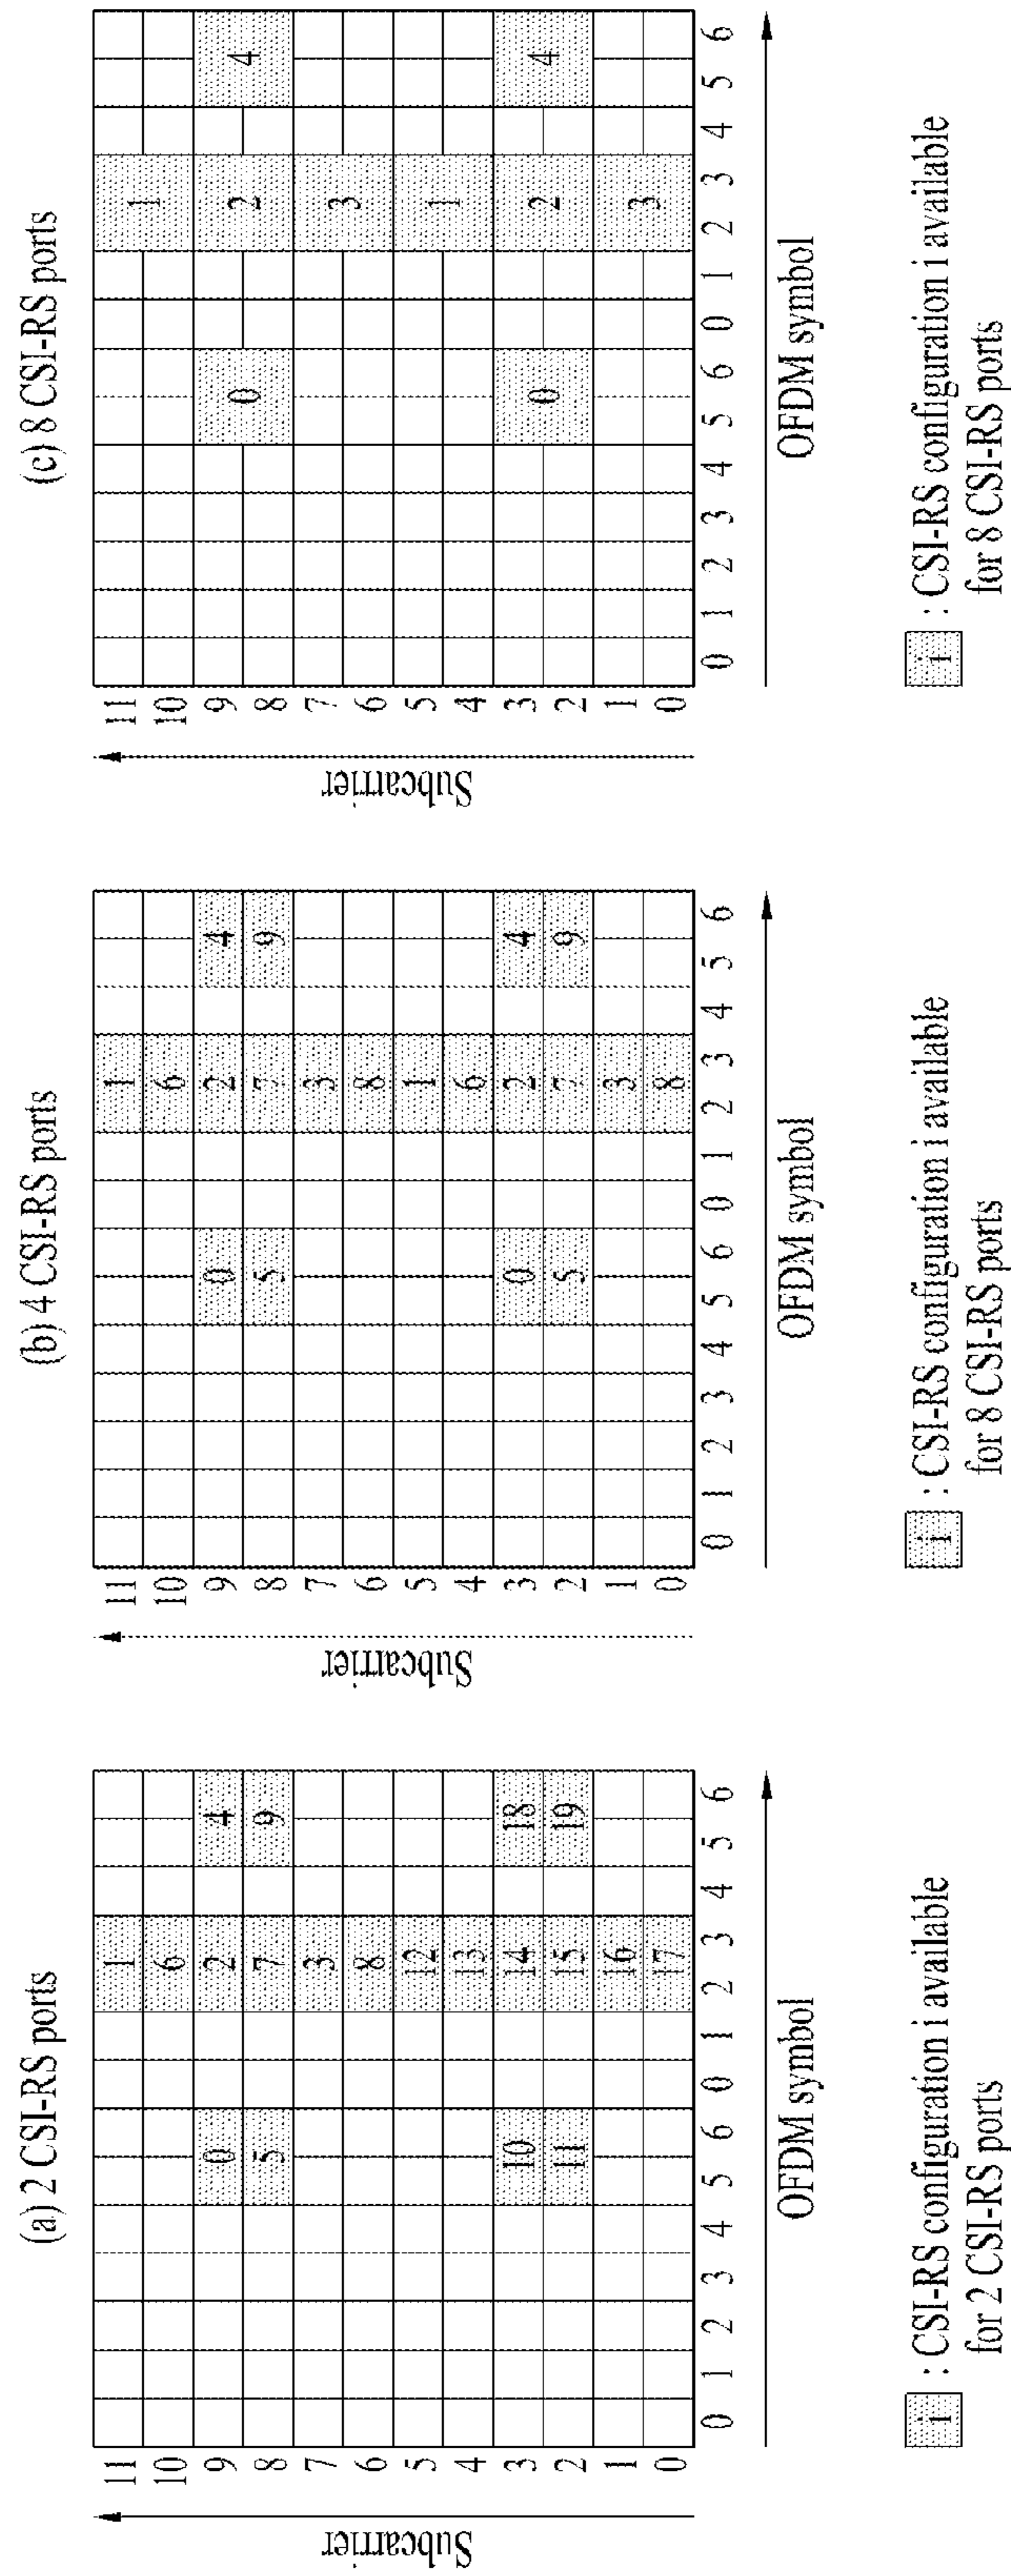 (a) 2 CSI-RS ports
Subcarrier
11 1
10 6
9 0 2 4
8 5 7 9
7 3
6 8
5 12
4 13
3 10 14 18
2 11 15 19
1 16
0 17
0 1 2 3 4 5 6 0 1 2 3 4 5 6
OFDM symbol
i : CSI-RS configuration i available
for 2 CSI-RS ports
(b) 4 CSI-RS ports
Subcarrier
11 1
10 6
9 0 2 4
8 5 7 9
7 3
6 8
5 1
4 6
3 0 2 4
2 5 7 9
1 3
0 8
0 1 2 3 4 5 6 0 1 2 3 4 5 6
OFDM symbol
i : CSI-RS configuration i available
for 8 CSI-RS ports
(c) 8 CSI-RS ports
Subcarrier
11
1
10
9
0 2 4
8
7
3
6
5
1
4
3
0 2 4
2
1
3
0
0 1 2 3 4 5 6 0 1 2 3 4 5 6
OFDM symbol
i : CSI-RS configuration i available
for 8 CSI-RS ports